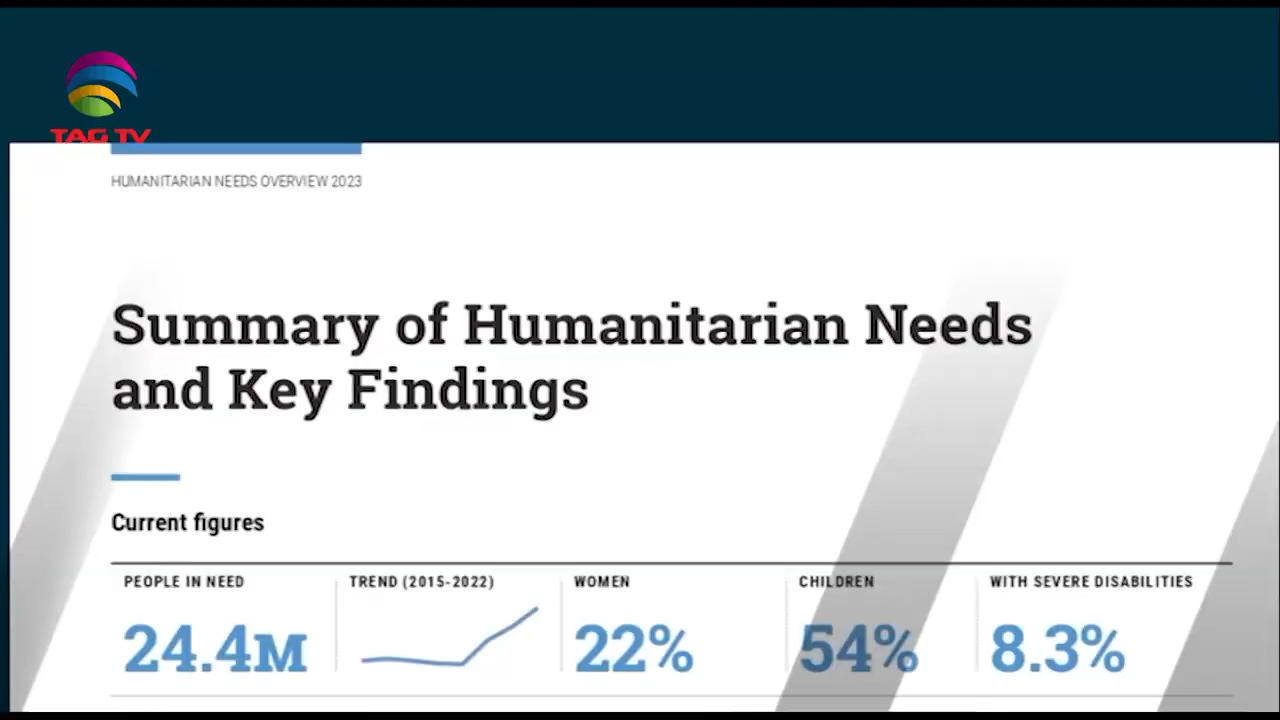 TAG TV
HUMANITARIAN NEEDS OVERVIEW 2023
Summary of Humanitarian Needs
and Key Findings
Current figures
PEOPLE IN NEED
24.4M
TREND (2015-2022)
WOMEN
22%
CHILDREN
54%
WITH SEVERE DISABILITIES
8.3%